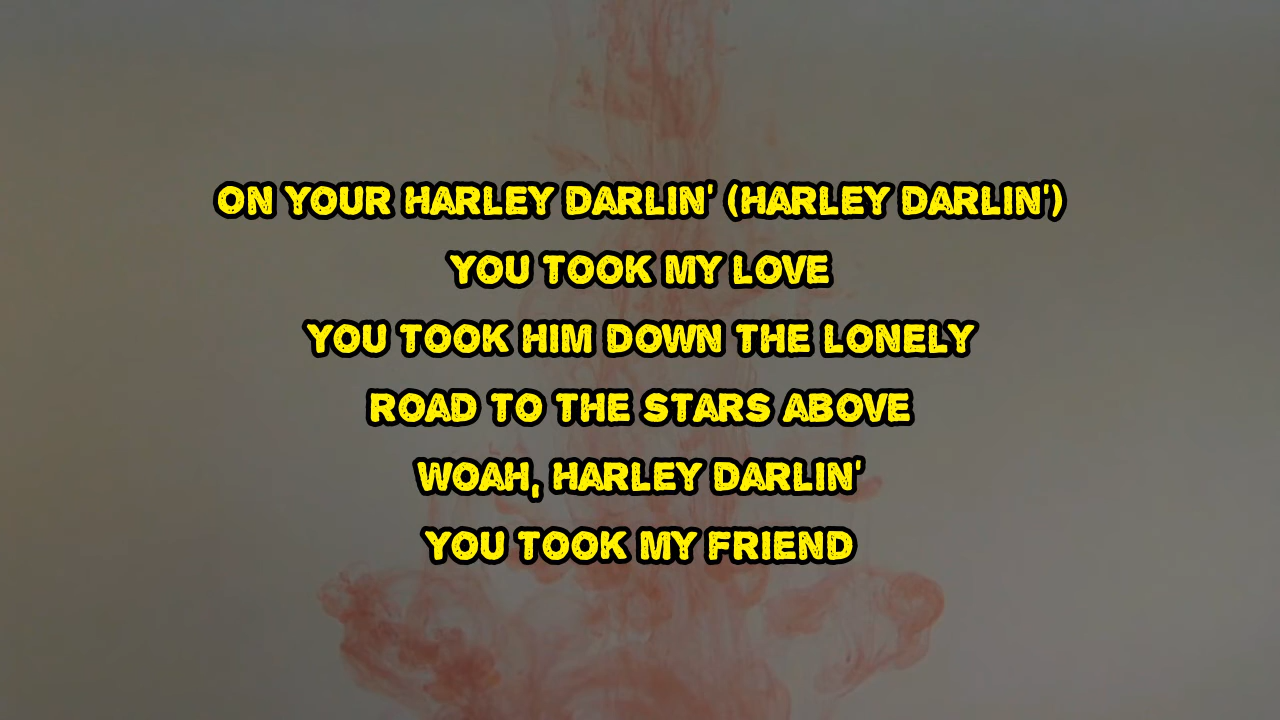 ON YOUR HARLEY DARLIN' (HARLEY DARLIN')
YOU TOOK MY LOVE
YOU TOOK HIM DOWN THE LONELY
ROAD TO THE STARS ABOVE
WOAH, HARLEY DARLIN'
YOU TOOK MY FRIEND